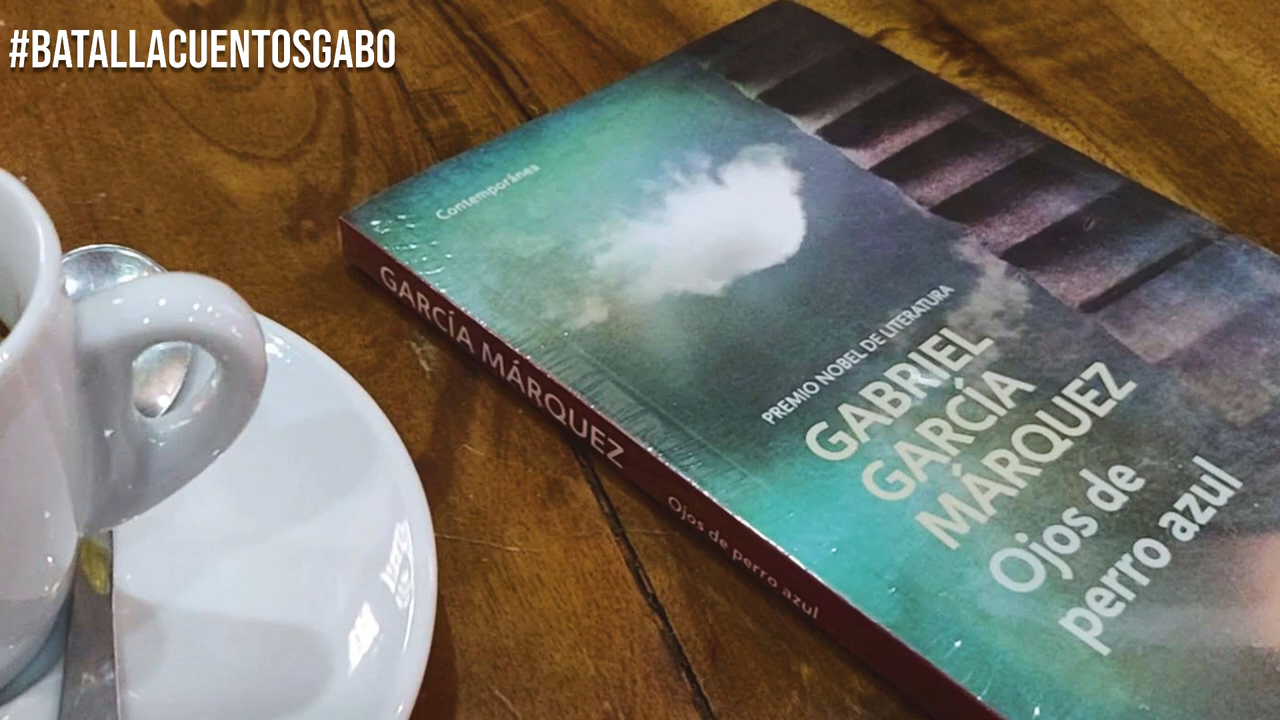 #BATALLACUENTOSGABO
Contemporánea
PREMIO NOBEL DE LITERATURA
GABRIEL
GARCÍA
MÁRQUEZ
Ojos de
perro azul
GARCÍA MÁRQUEZ
Ojos de perro azul